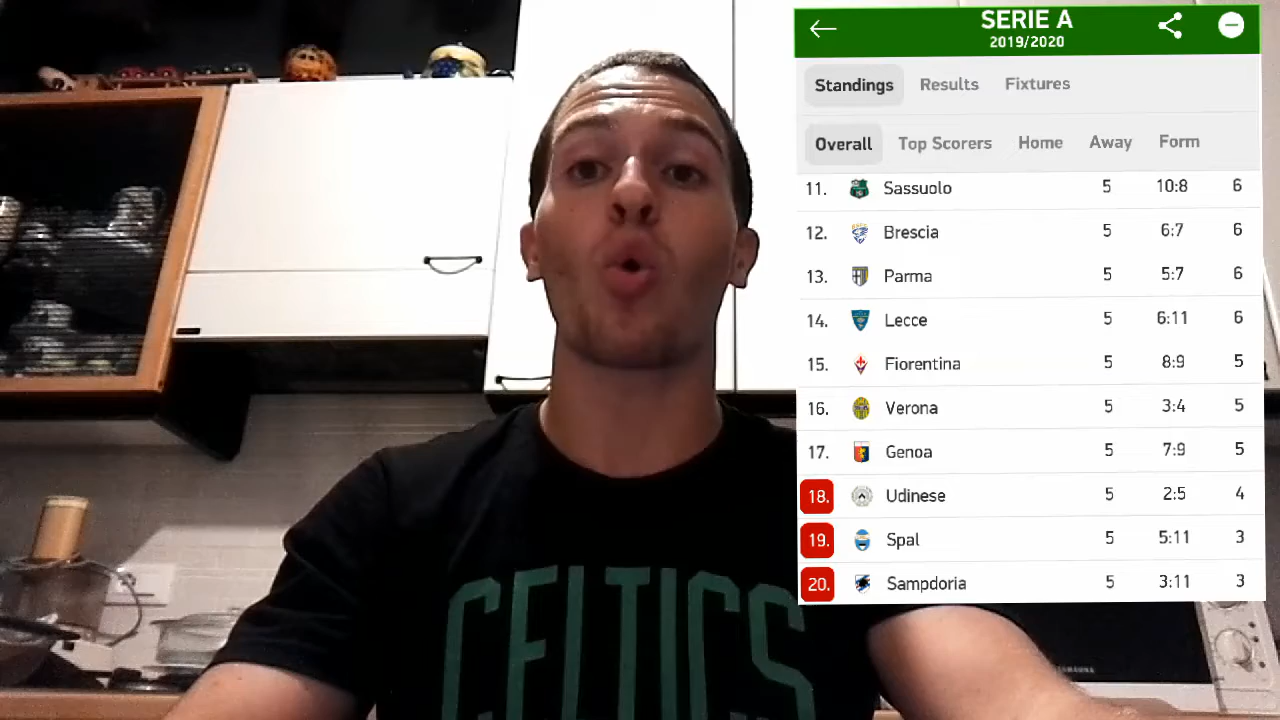 SERIE A
2019/2020
Standings Results Fixtures
Overall Top Scorers Home Away Form
11. Sassuolo 5 10:8 6
12. Brescia 5 6:7 6
13. Parma 5 5:7 6
14. Lecce 5 6:11 6
15. Fiorentina 5 8:9 5
16. Verona 5 3:4 5
17. Genoa 5 7:9 5
18. Udinese 5 2:5 4
19. Spal 5 5:11 3
20. Sampdoria 5 3:11 3
CELTICS